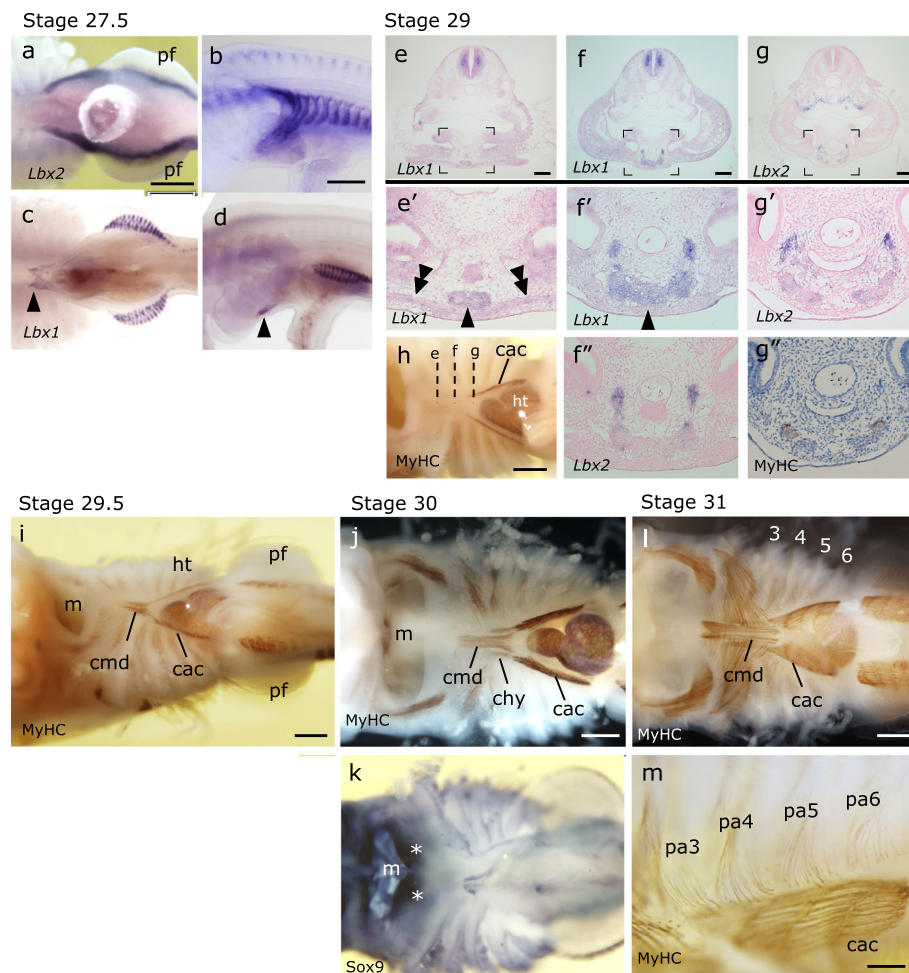 Stage 27.5
Stage 29
a
pf
pf
Lbx2
b
c
Lbx1
d
e
Lbx1
f
Lbx1
g
Lbx2
e’
Lbx1
f’
Lbx1
g’
Lbx2
h
e
f
g
cac
ht
MyHC
f”
Lbx2
g”
MyHC
Stage 29.5
Stage 30
Stage 31
i
ht
pf
m
cmd
cac
pf
MyHC
j
m
cmd
chy
cac
MyHC
l
3
4
5
6
cmd
cac
MyHC
k
*
m
*
Sox9
m
pa3
pa4
pa5
pa6
cac
MyHC